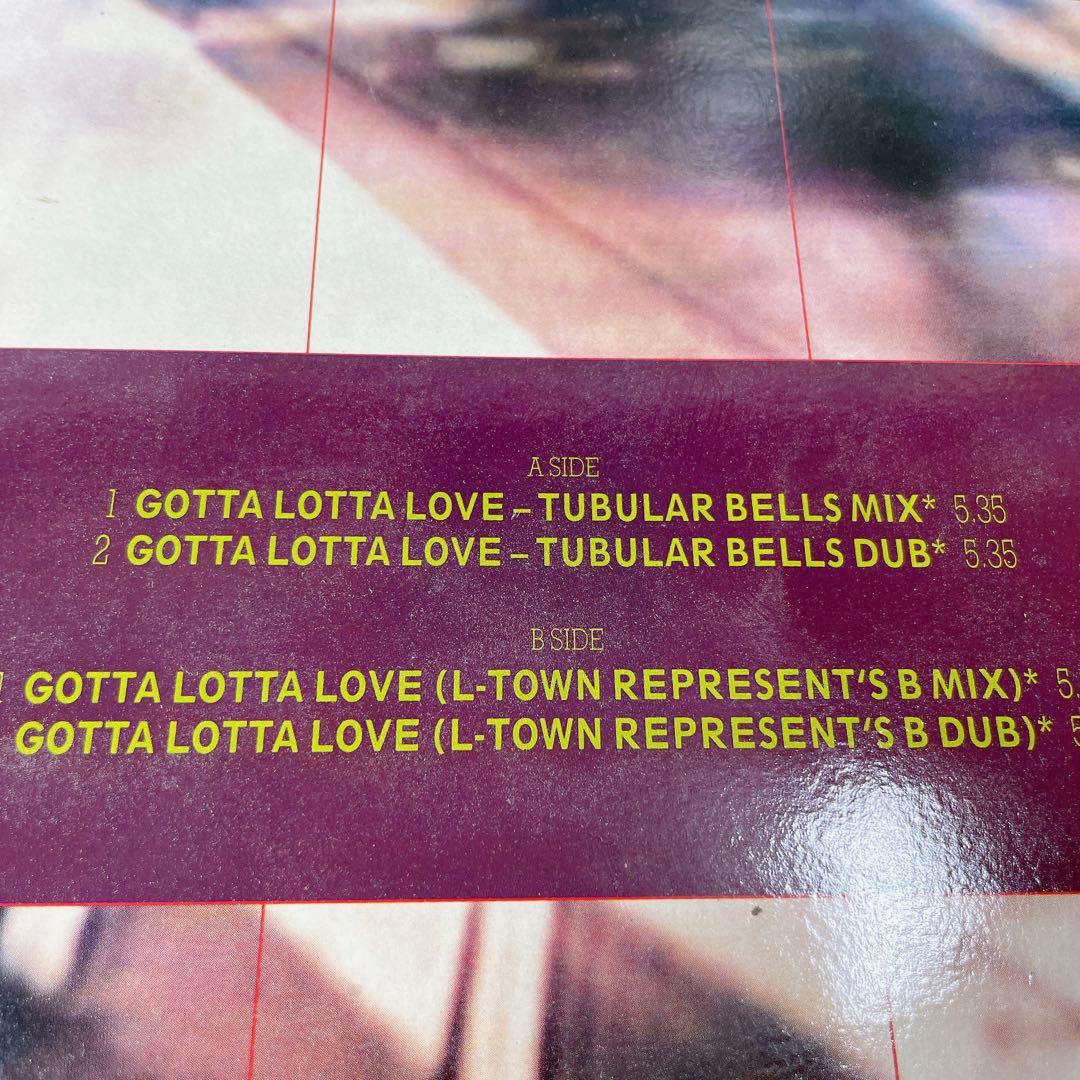 A SIDE
1 GOTTA LOTTA LOVE – TUBULAR BELLS MIX* 5.35
2 GOTTA LOTTA LOVE – TUBULAR BELLS DUB* 5.35
B SIDE
GOTTA LOTTA LOVE (L-TOWN REPRESENT'S B MIX)* 5.
GOTTA LOTTA LOVE (L-TOWN REPRESENT'S B DUB)*